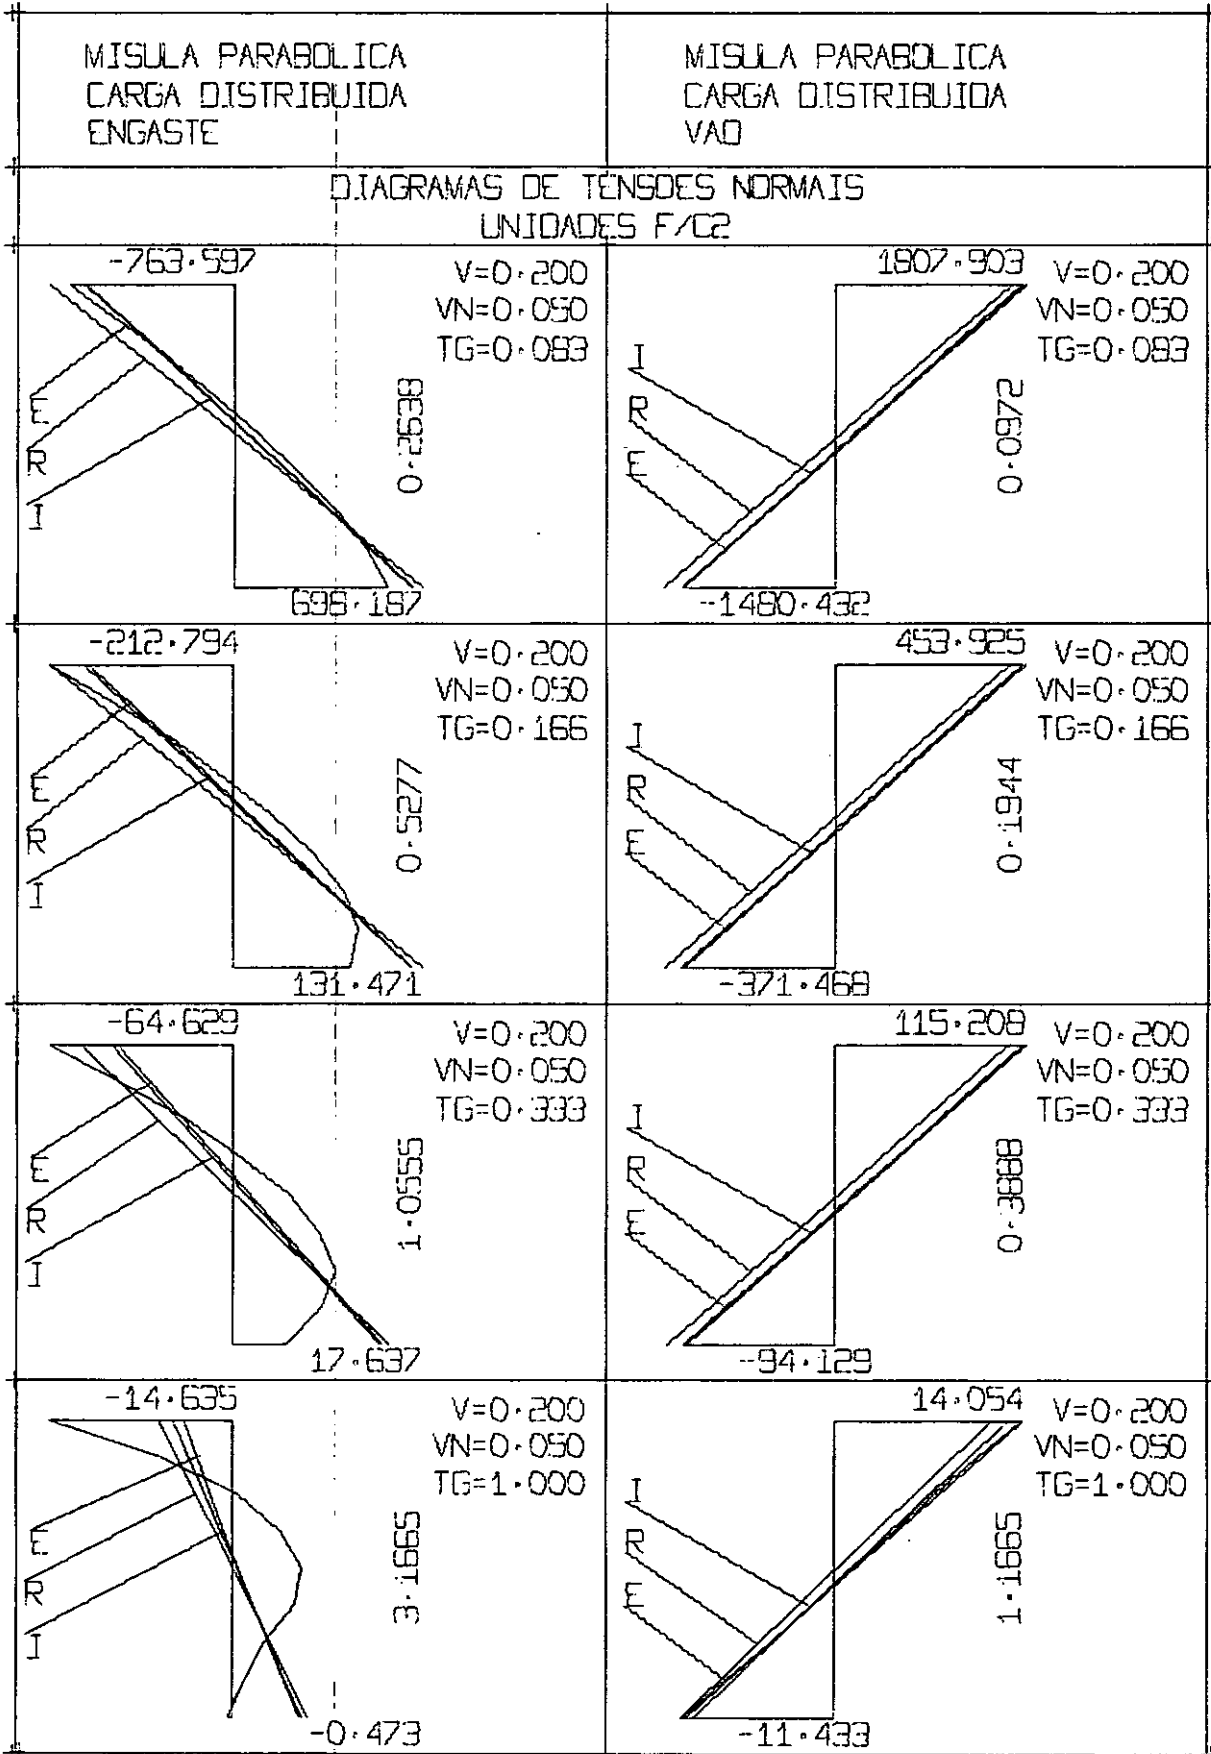 MISULA PARABOLICA
CARGA DISTRIBUIDA
ENGASTE
MISULA PARABOLICA
CARGA DISTRIBUIDA
VAO
DIAGRAMAS DE TENSOES NORMAIS
UNIDADES F/C2
-763.597
V=0.200
VN=0.050
TG=0.083
E
R
I
0.2638
698.187
1807.903
V=0.200
VN=0.050
TG=0.083
I
R
E
0.0972
-1480.432
-212.794
V=0.200
VN=0.050
TG=0.166
E
R
I
0.5277
131.471
453.925
V=0.200
VN=0.050
TG=0.166
I
R
E
0.1944
-371.468
-64.629
V=0.200
VN=0.050
TG=0.333
E
R
I
1.0555
17.637
115.208
V=0.200
VN=0.050
TG=0.333
I
R
E
0.3888
-94.129
-14.635
V=0.200
VN=0.050
TG=1.000
E
R
I
3.1665
-0.473
14.054
V=0.200
VN=0.050
TG=1.000
I
R
E
1.1665
-11.433